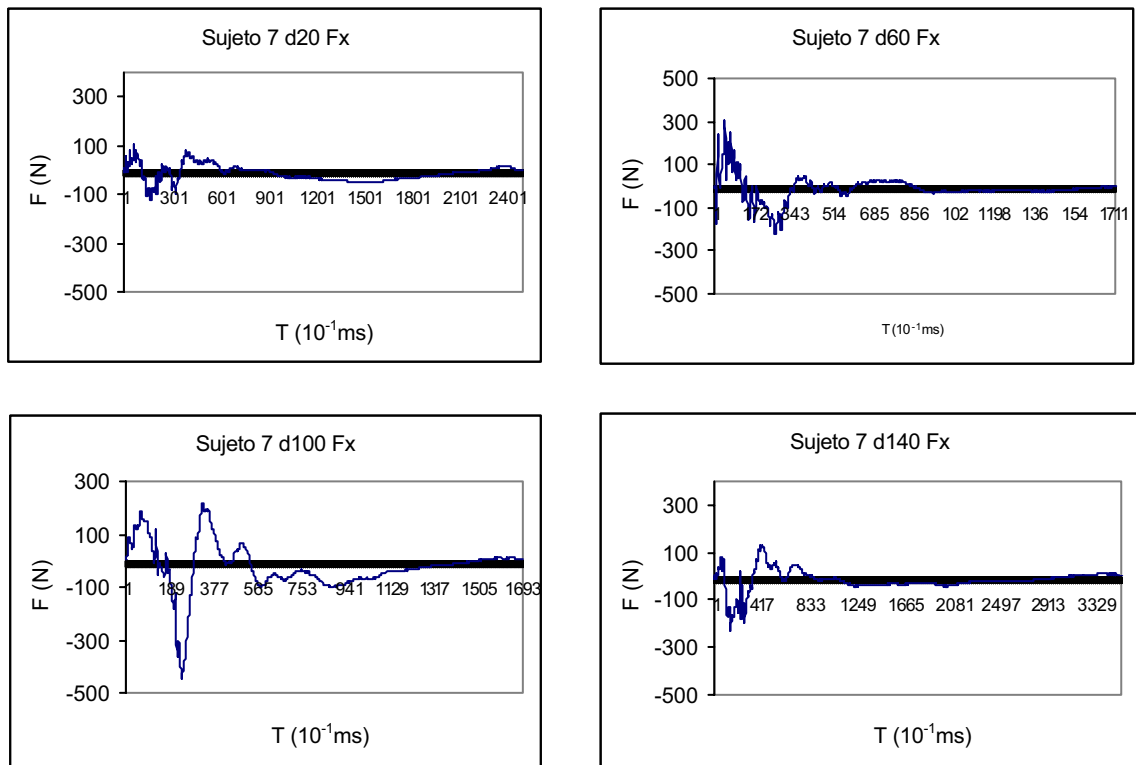 Sujeto 7 d20 Fx
300
100
-100
-300
-500
F (N)
1 301 601 901 1201 1501 1801 2101 2401
T (10⁻¹ms)
Sujeto 7 d60 Fx
500
300
100
-100
-300
-500
F (N)
1 172 343 514 685 856 102 1198 136 154 1711
T (10⁻¹ms)
Sujeto 7 d100 Fx
300
100
-100
-300
-500
F (N)
1 189 377 565 753 941 1129 1317 1505 1693
T (10⁻¹ms)
Sujeto 7 d140 Fx
300
100
-100
-300
-500
F (N)
1 417 833 1249 1665 2081 2497 2913 3329
T (10⁻¹ms)